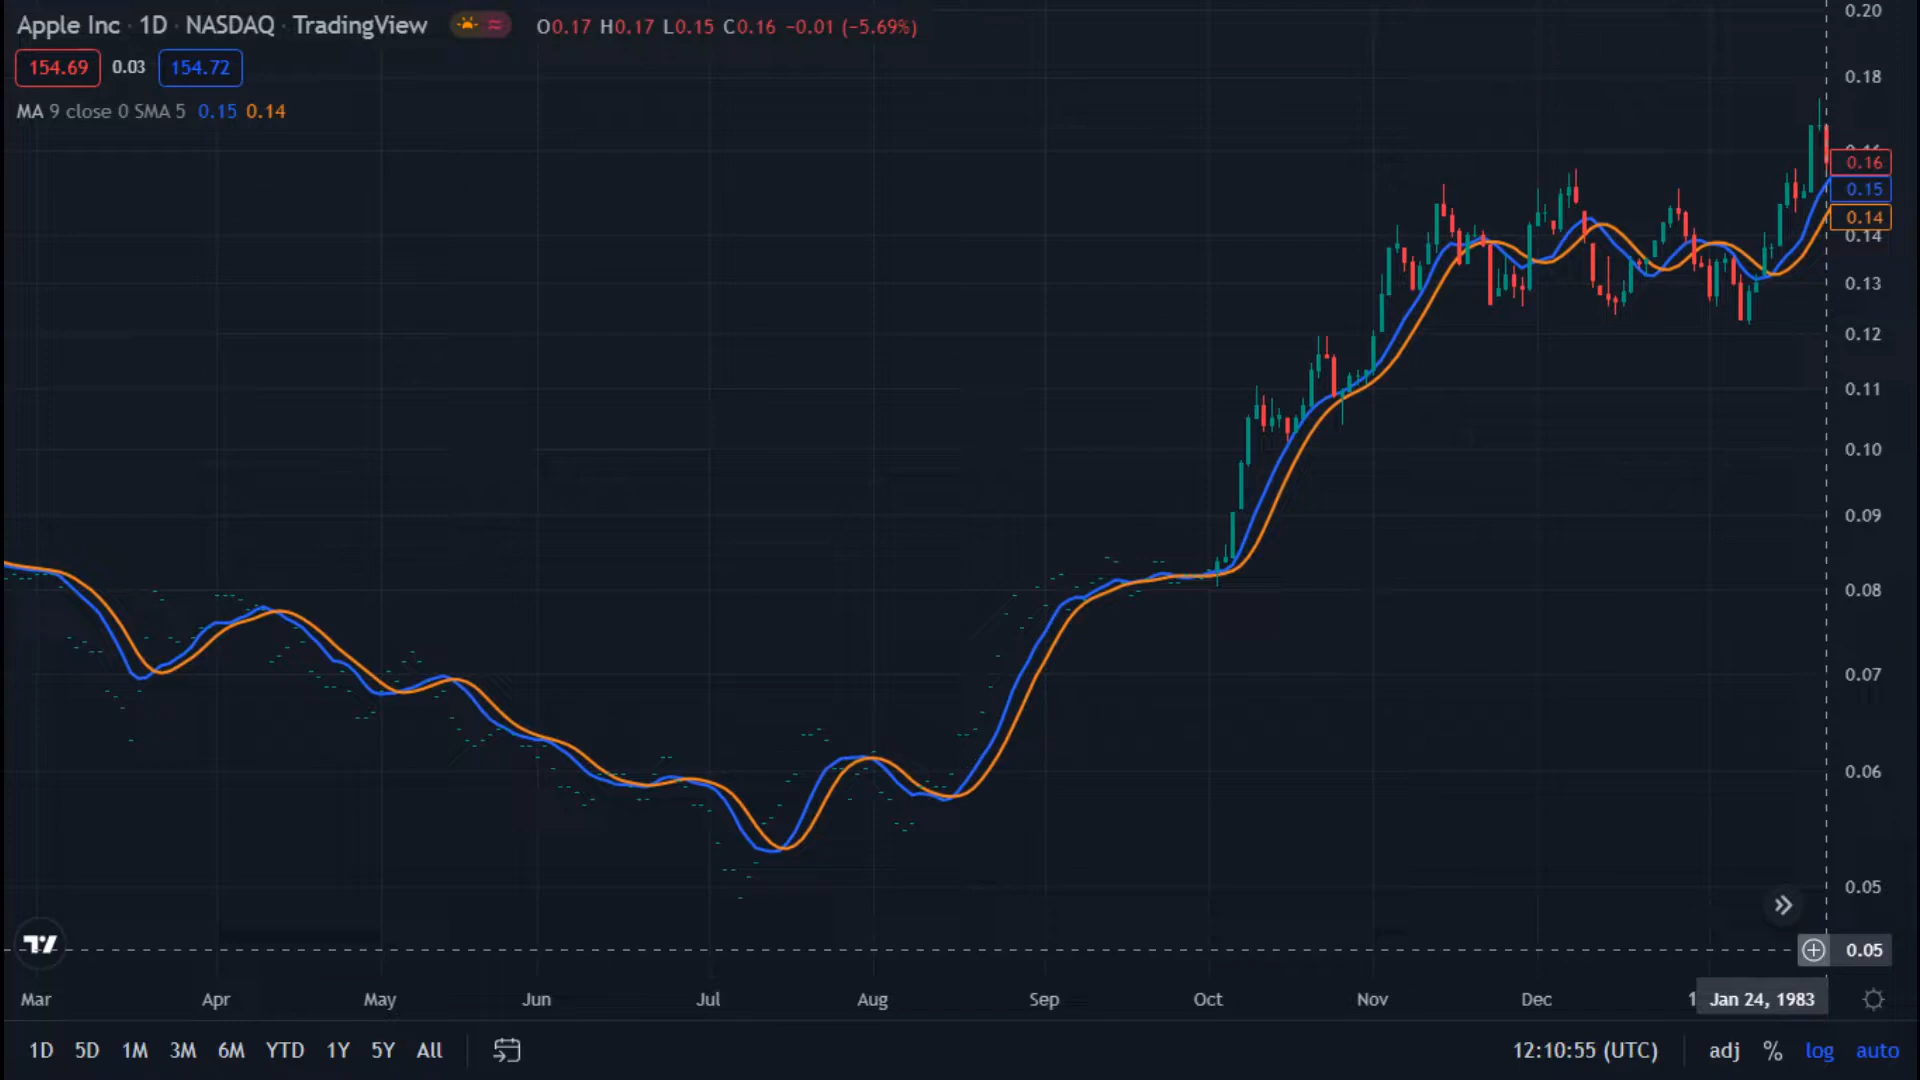 Apple Inc · 1D · NASDAQ · TradingView
O0.17 H0.17 L0.15 C0.16 −0.01 (−5.69%)
154.69 0.03 154.72
MA 9 close 0 SMA 5 0.15 0.14
0.20
0.18
0.16
0.15
0.14
0.14
0.13
0.12
0.11
0.10
0.09
0.08
0.07
0.06
0.05
0.05
Mar Apr May Jun Jul Aug Sep Oct Nov Dec Jan 24, 1983
1D 5D 1M 3M 6M YTD 1Y 5Y All
12:10:55 (UTC) adj % log auto